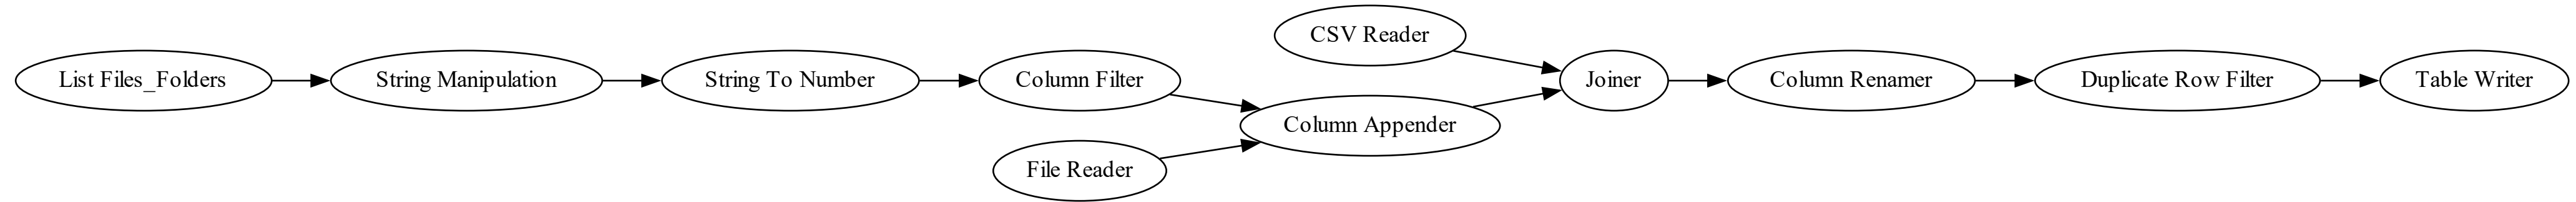 List Files_Folders
String Manipulation
String To Number
Column Filter
File Reader
CSV Reader
Column Appender
Joiner
Column Renamer
Duplicate Row Filter
Table Writer